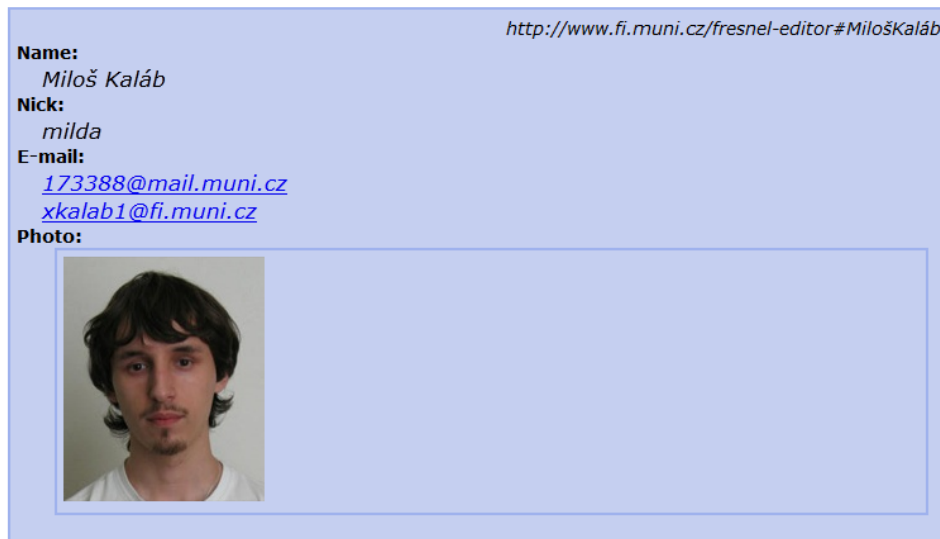 http://www.fi.muni.cz/fresnel-editor#MilošKaláb
Name:
Miloš Kaláb
Nick:
milda
E-mail:
173388@mail.muni.cz
xkalab1@fi.muni.cz
Photo: